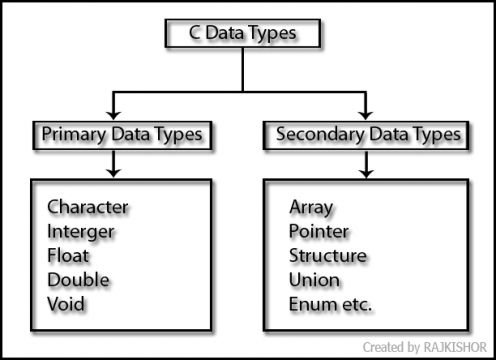 C Data Types
Primary Data Types
Secondary Data Types
Character
Interger
Float
Double
Void
Array
Pointer
Structure
Union
Enum etc.
Created by RAJKISHOR